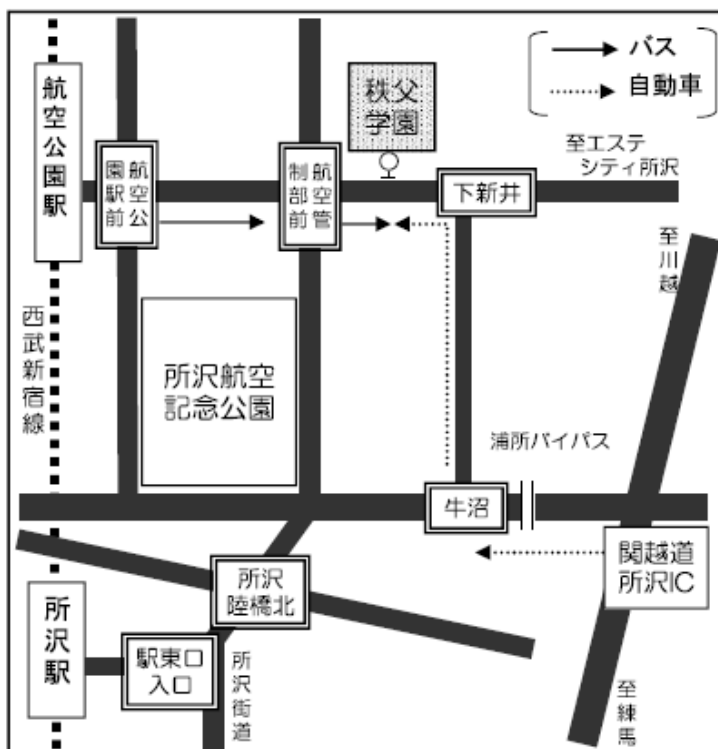 バス
自動車
秩父
学園
航空公園駅
航空公
園駅前
航空管
制部前
下新井
至エステ
シティ所沢
至川越
西武新宿線
所沢航空
記念公園
浦所バイパス
牛沼
関越道
所沢IC
所沢
陸橋北
所沢駅
駅東口
入口
所沢街道
至練馬